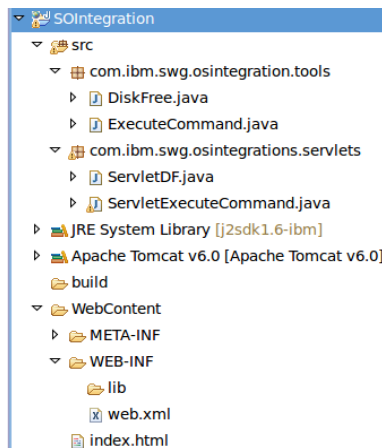 SOIntegration
src
com.ibm.swg.osintegration.tools
DiskFree.java
ExecuteCommand.java
com.ibm.swg.osintegrations.servlets
ServletDF.java
ServletExecuteCommand.java
JRE System Library [j2sdk1.6-ibm]
Apache Tomcat v6.0 [Apache Tomcat v6.0]
build
WebContent
META-INF
WEB-INF
lib
web.xml
index.html